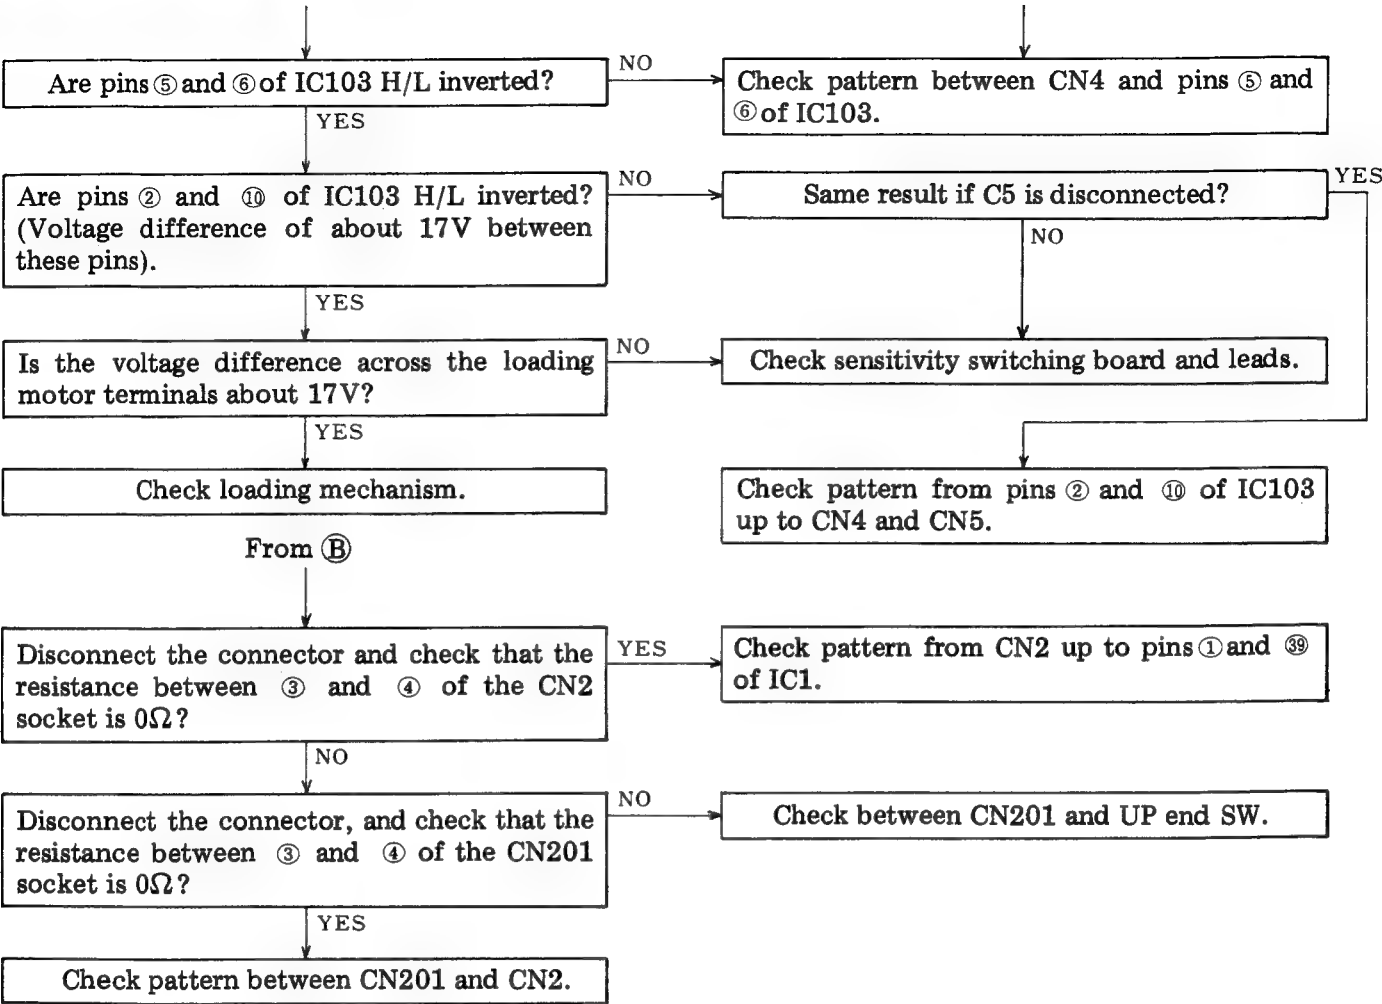 Are pins ⑤ and ⑥ of IC103 H/L inverted?
NO
Check pattern between CN4 and pins ⑤ and
⑥ of IC103.
YES
Are pins ② and ⑩ of IC103 H/L inverted?
(Voltage difference of about 17V between
these pins).
NO
Same result if C5 is disconnected?
YES
NO
YES
Is the voltage difference across the loading
motor terminals about 17V?
NO
Check sensitivity switching board and leads.
YES
Check loading mechanism.
Check pattern from pins ② and ⑩ of IC103
up to CN4 and CN5.
From Ⓑ
Disconnect the connector and check that the
resistance between ③ and ④ of the CN2
socket is 0Ω?
YES
Check pattern from CN2 up to pins ① and ㊴
of IC1.
NO
Disconnect the connector, and check that the
resistance between ③ and ④ of the CN201
socket is 0Ω?
NO
Check between CN201 and UP end SW.
YES
Check pattern between CN201 and CN2.